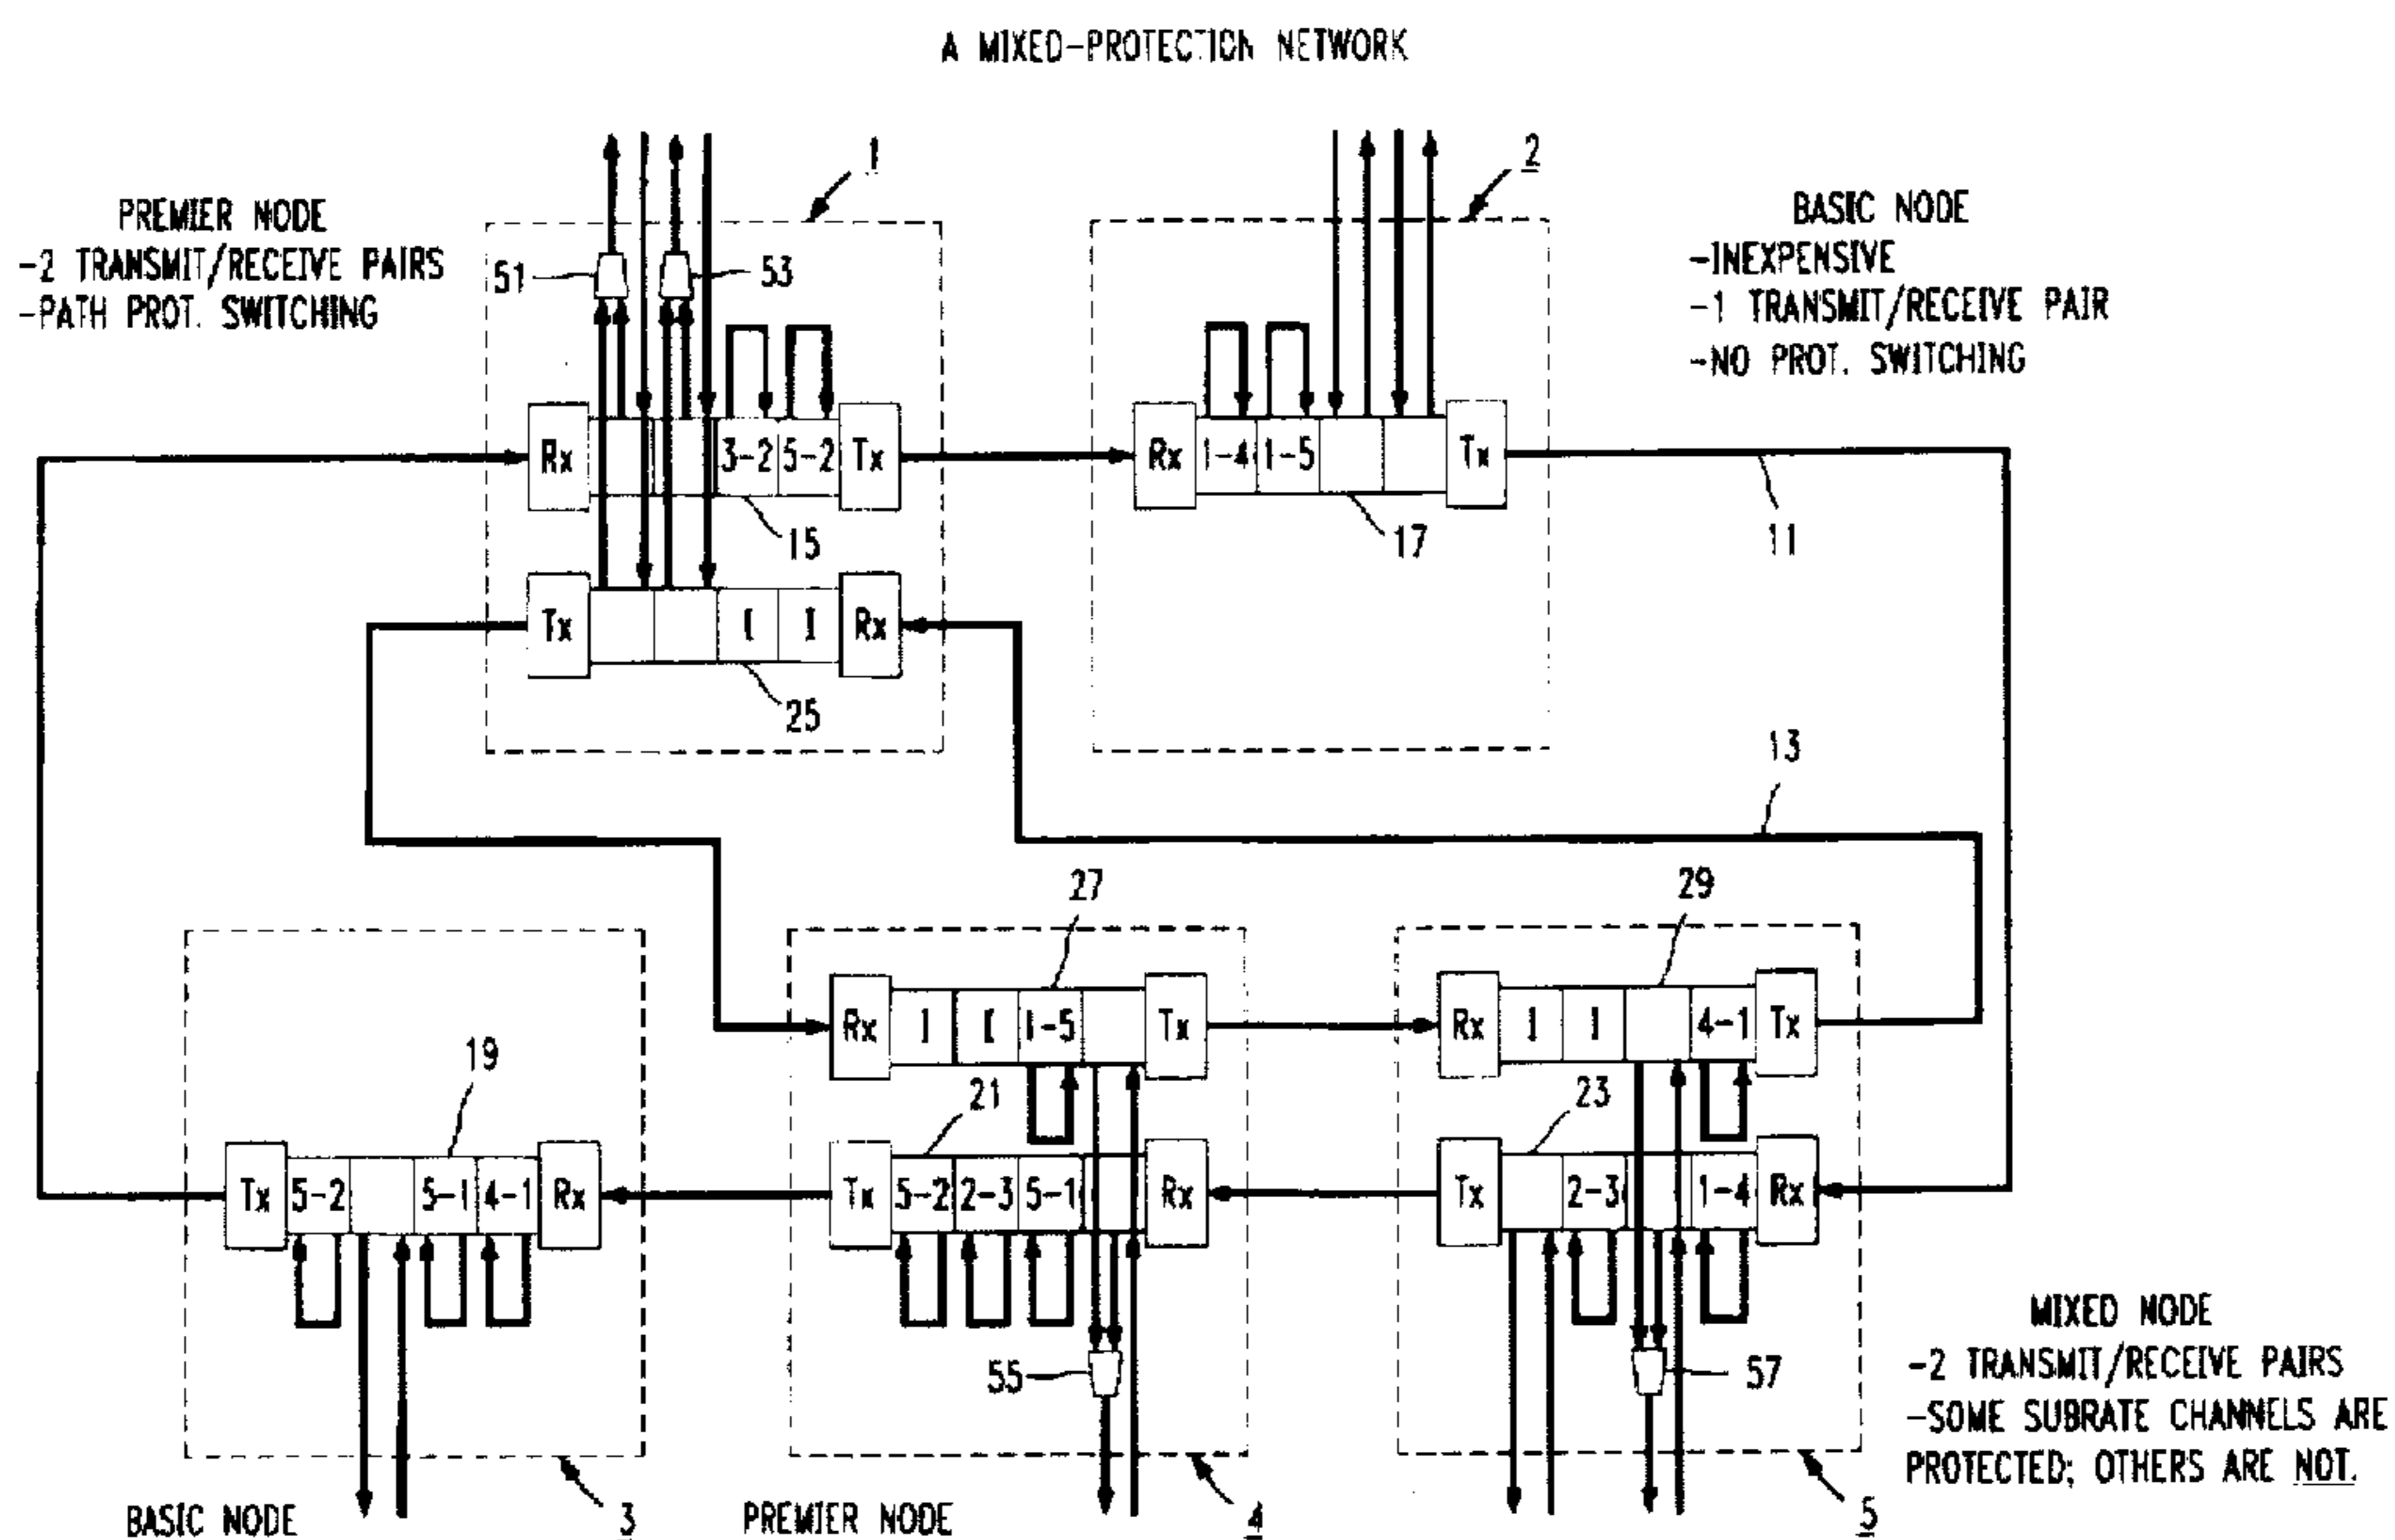 A MIXED-PROTECTION NETWORK
PREMIER NODE
-2 TRANSMIT/RECEIVE PAIRS
-PATH PROT. SWITCHING
1
2
BASIC NODE
-INEXPENSIVE
-1 TRANSMIT/RECEIVE PAIR
-NO PROT. SWITCHING
51
53
Rx 3-2 5-2 Tx
Rx 1-4 1-5 Tx
15
17
11
Tx I I Rx
25
13
27
29
Rx I I 1-5 Tx
Rx I I 4-1 Tx
19
21
23
Tx 5-2 5-1 4-1 Rx
Tx 5-2 2-3 5-1 Rx
Tx 2-3 1-4 Rx
55
57
MIXED NODE
-2 TRANSMIT/RECEIVE PAIRS
-SOME SUBRATE CHANNELS ARE
PROTECTED; OTHERS ARE NOT.
BASIC NODE
3
PREMIER NODE
4
5